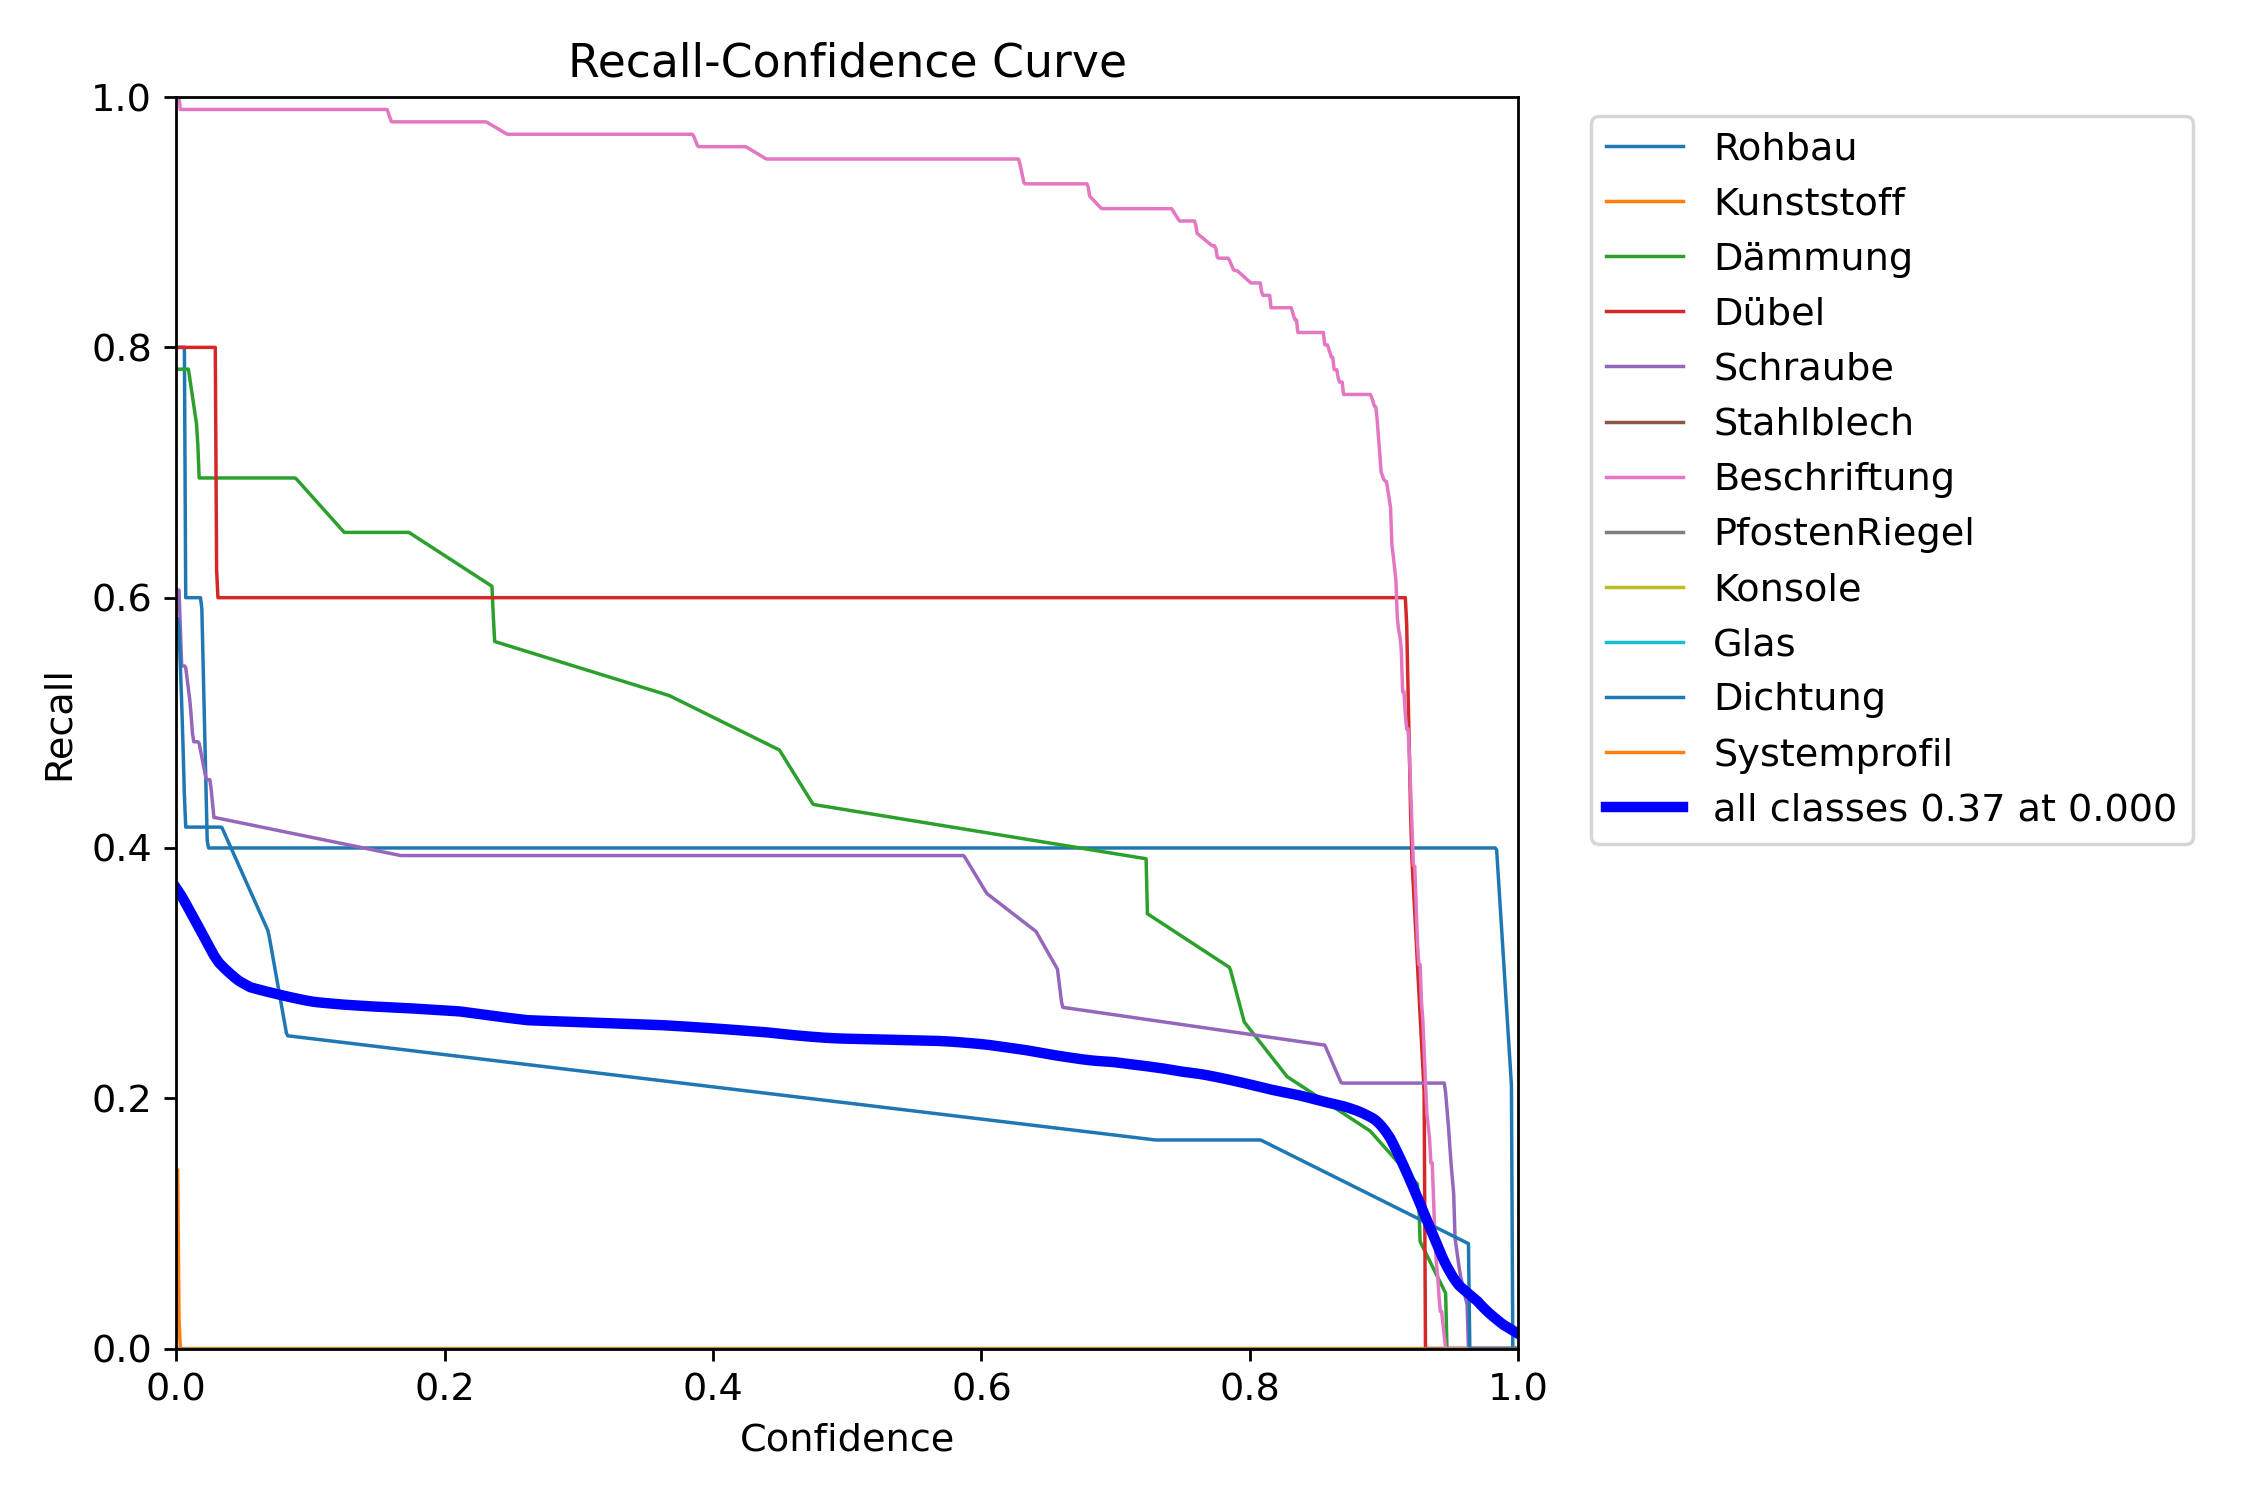 Recall-Confidence Curve
1.0
0.8
0.6
0.4
0.2
0.0
Recall
0.0 0.2 0.4 0.6 0.8 1.0
Confidence
Rohbau
Kunststoff
Dämmung
Dübel
Schraube
Stahlblech
Beschriftung
PfostenRiegel
Konsole
Glas
Dichtung
Systemprofil
all classes 0.37 at 0.000